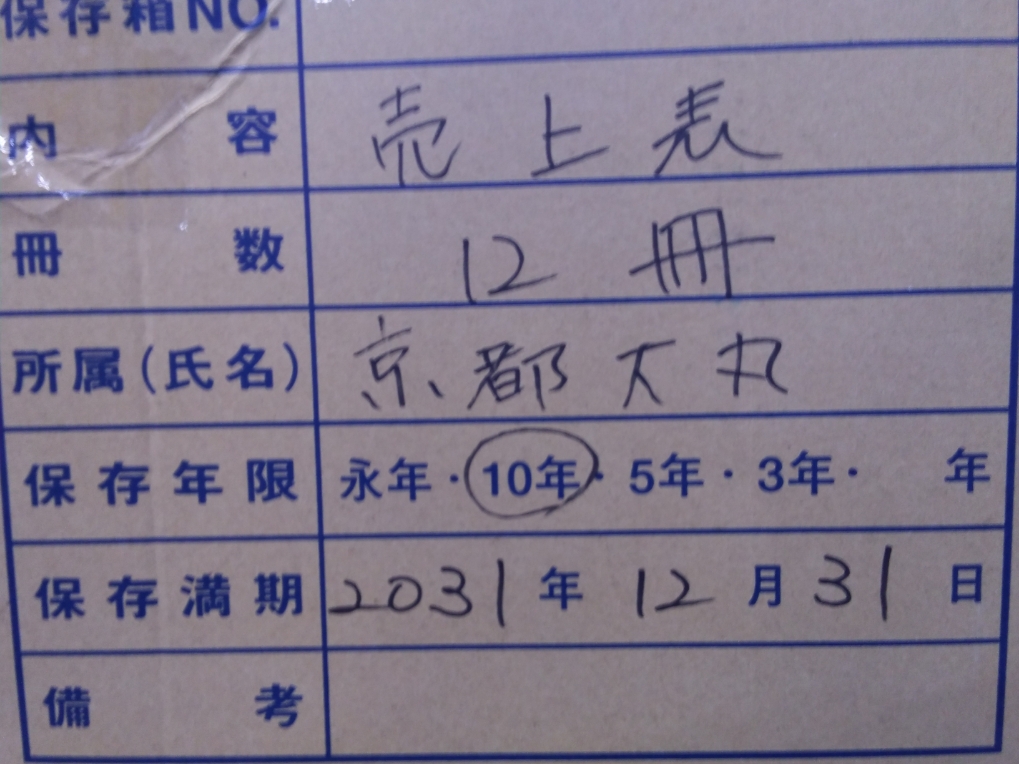 保存箱NO.
内容 売上表
冊数 12冊
所属(氏名) 京都大丸
保存年限 永年・10年・5年・3年・ 年
保存満期 2031年12月31日
備考